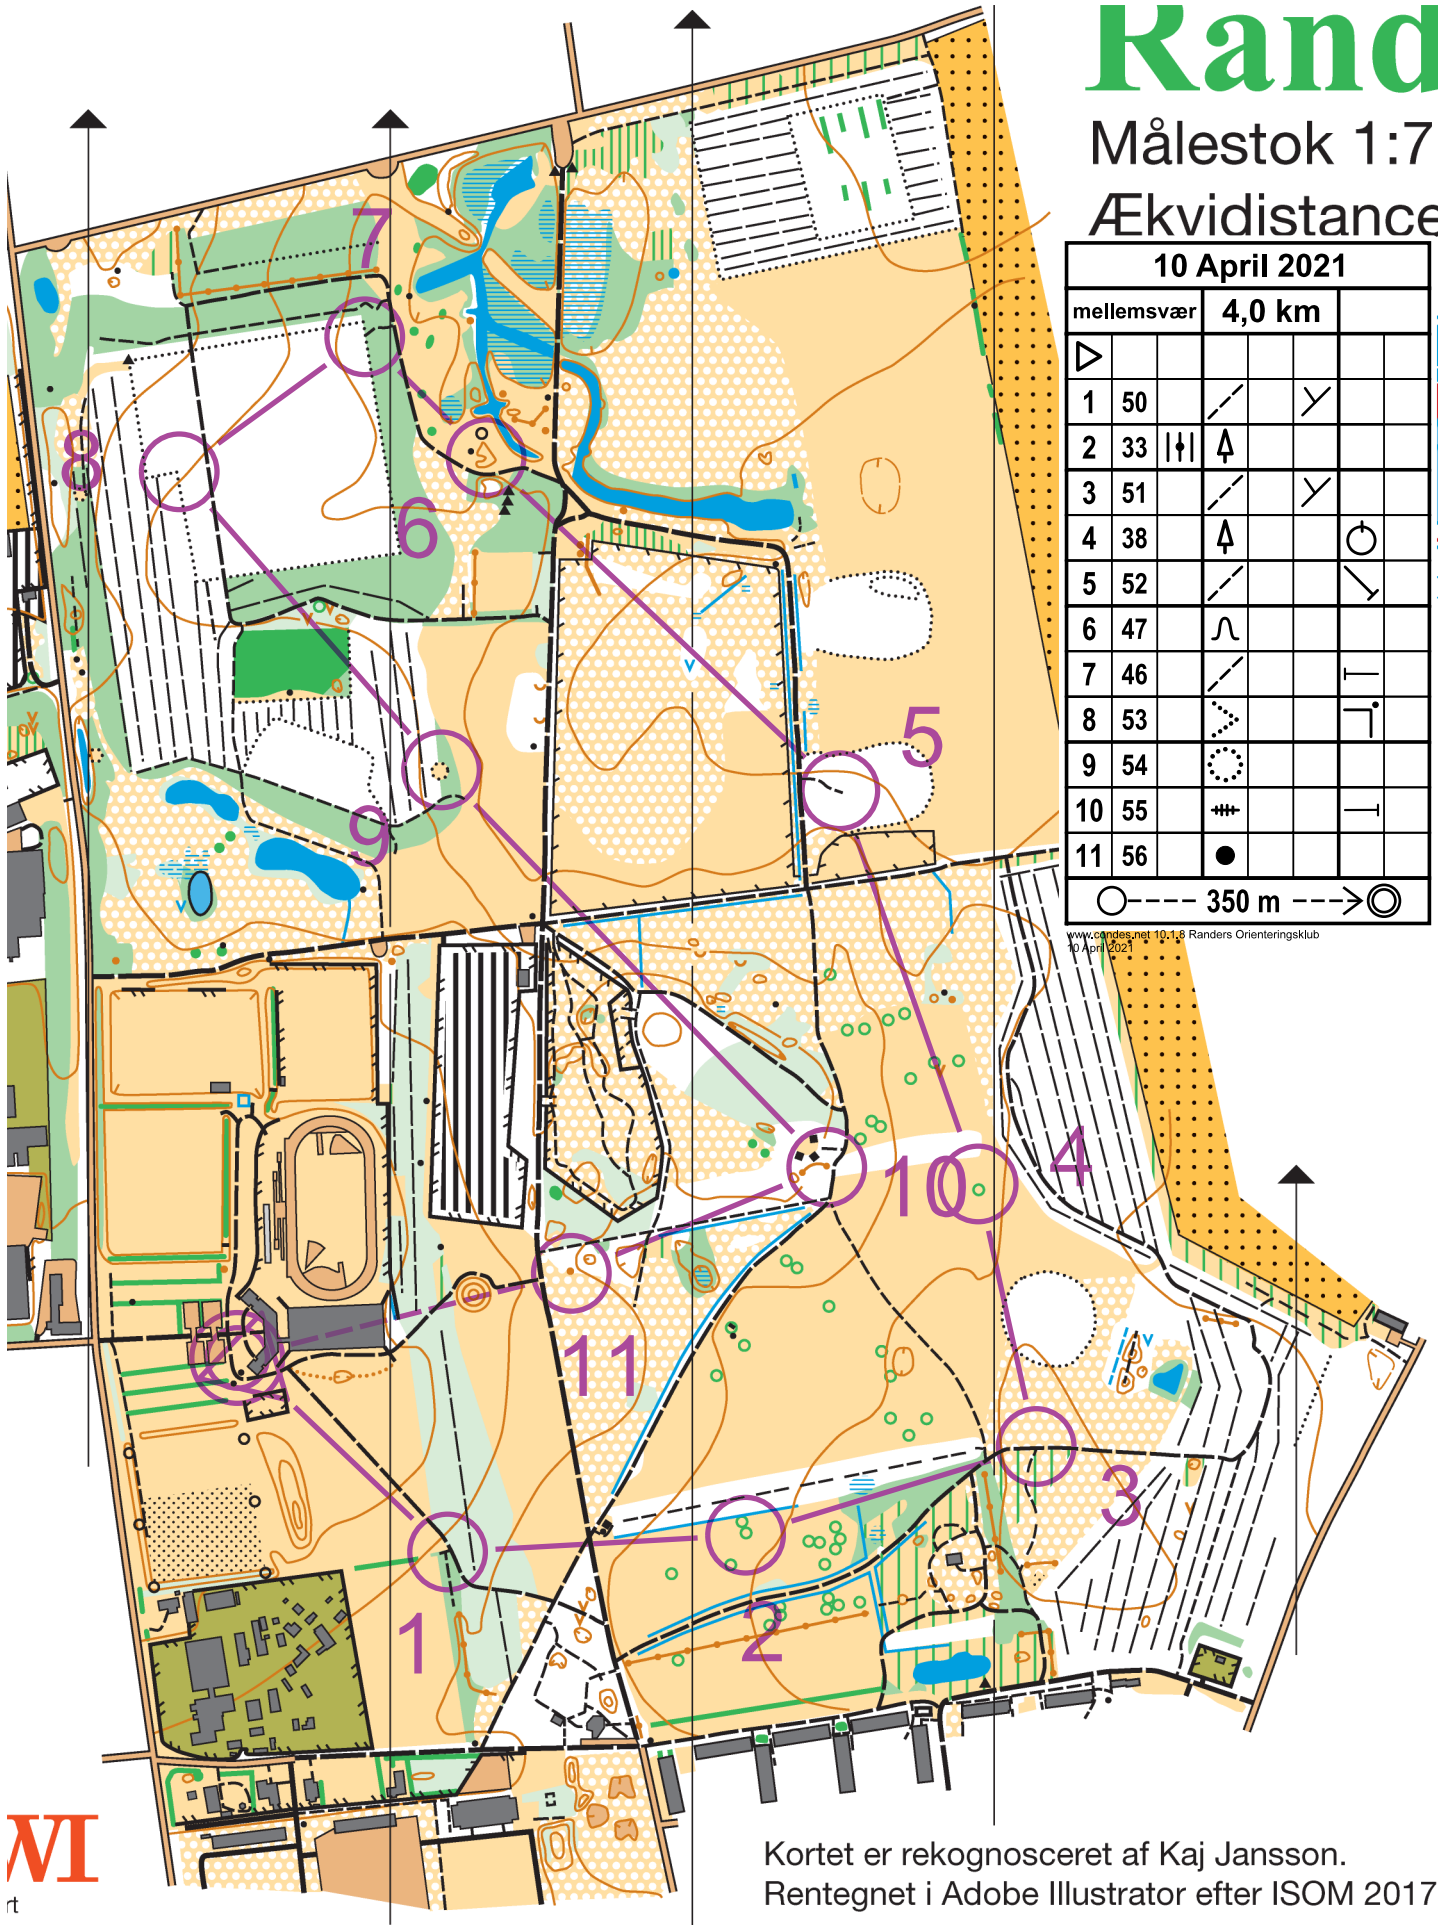 Rand
Målestok 1:7
Ækvidistance
10 April 2021
mellemsvær 4,0 km
1 50
2 33
3 51
4 38
5 52
6 47
7 46
8 53
9 54
10 55
11 56
350 m
www.condes.net 10.1.8 Randers Orienteringsklub
10 April 2021
7
8
6
5
9
10
4
11
3
1
2
WI
rt
Kortet er rekognosceret af Kaj Jansson.
Rentegnet i Adobe Illustrator efter ISOM 2017